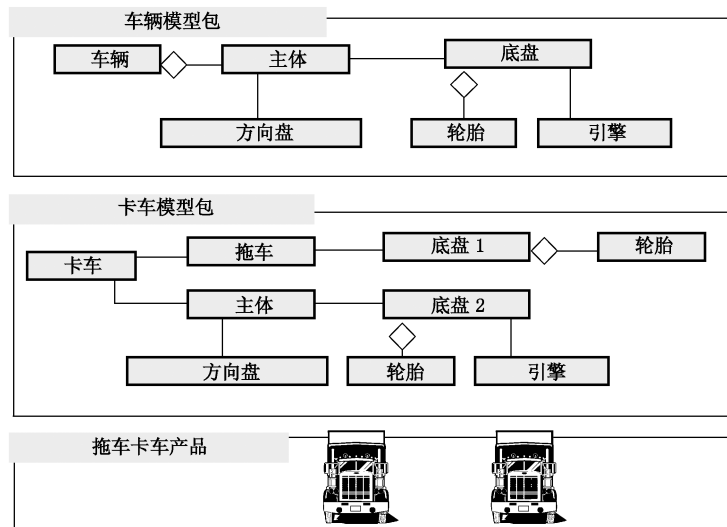 车辆模型包
车辆
主体
底盘
方向盘
轮胎
引擎
卡车模型包
卡车
拖车
底盘 1
轮胎
主体
底盘 2
方向盘
轮胎
引擎
拖车卡车产品